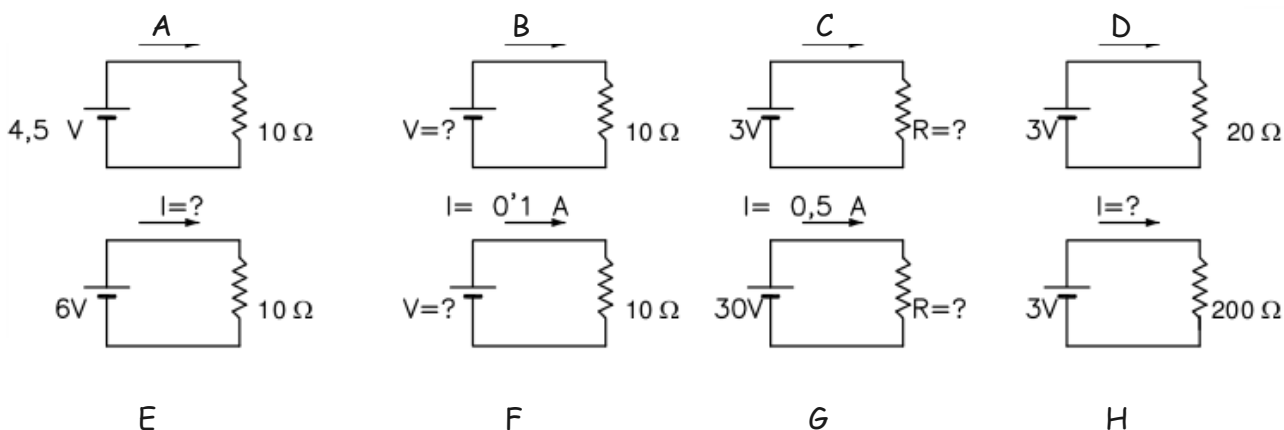 A B C D
4,5 V 10 Ω V=? 10 Ω 3V R=? 3V 20 Ω
I=? I= 0'1 A I= 0,5 A I=?
6V 10 Ω V=? 10 Ω 30V R=? 3V 200 Ω
E F G H